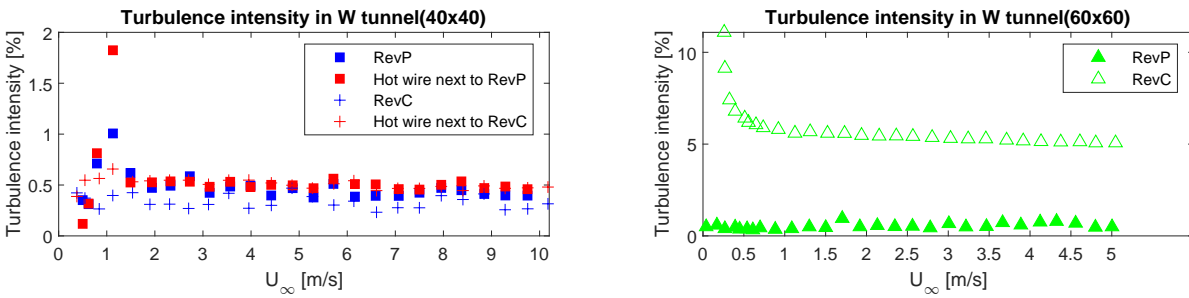 Turbulence intensity in W tunnel(40x40)
Turbulence intensity [%]
2
1.5
1
0.5
0
0 1 2 3 4 5 6 7 8 9 10
U∞ [m/s]
RevP
Hot wire next to RevP
RevC
Hot wire next to RevC
Turbulence intensity in W tunnel(60x60)
Turbulence intensity [%]
10
5
0
0 0.5 1 1.5 2 2.5 3 3.5 4 4.5 5
U∞ [m/s]
RevP
RevC